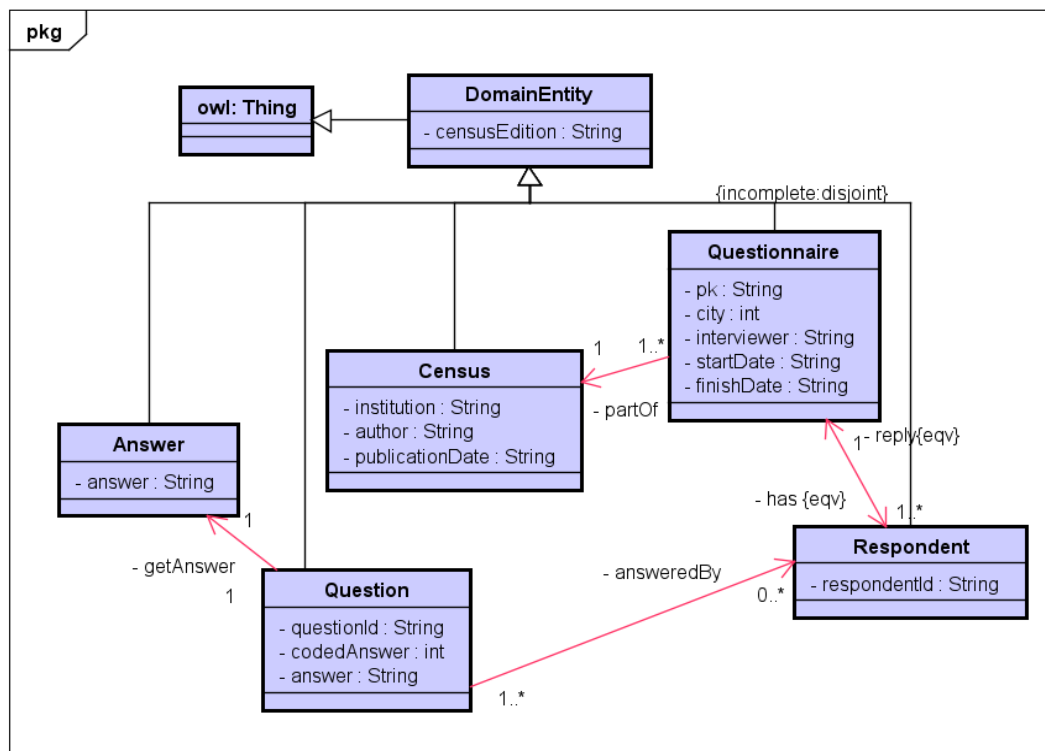 pkg
owl: Thing
DomainEntity
- censusEdition : String
{incomplete:disjoint}
Questionnaire
- pk : String
- city : int
- interviewer : String
- startDate : String
- finishDate : String
1
1..*
- partOf
Census
- institution : String
- author : String
- publicationDate : String
Answer
- answer : String
1
- reply{eqv}
- has {eqv}
1..*
1
- getAnswer
1
Respondent
- respondentId : String
- answeredBy
0..*
Question
- questionId : String
- codedAnswer : int
- answer : String
1..*